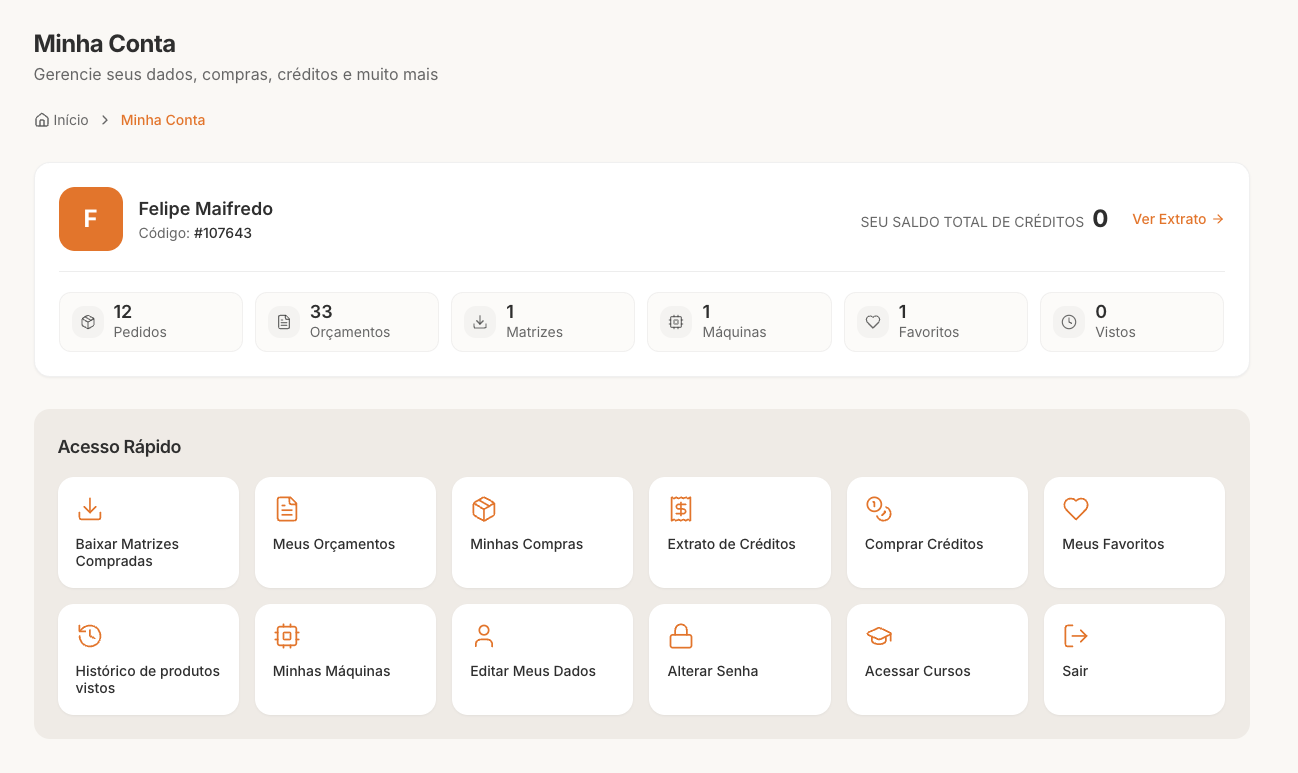 Minha Conta
Gerencie seus dados, compras, créditos e muito mais
Início > Minha Conta
F
Felipe Maifredo
Código: #107643
SEU SALDO TOTAL DE CRÉDITOS 0 Ver Extrato →
12
Pedidos
33
Orçamentos
1
Matrizes
1
Máquinas
1
Favoritos
0
Vistos
Acesso Rápido
Baixar Matrizes
Compradas
Meus Orçamentos
Minhas Compras
Extrato de Créditos
Comprar Créditos
Meus Favoritos
Histórico de produtos
vistos
Minhas Máquinas
Editar Meus Dados
Alterar Senha
Acessar Cursos
Sair